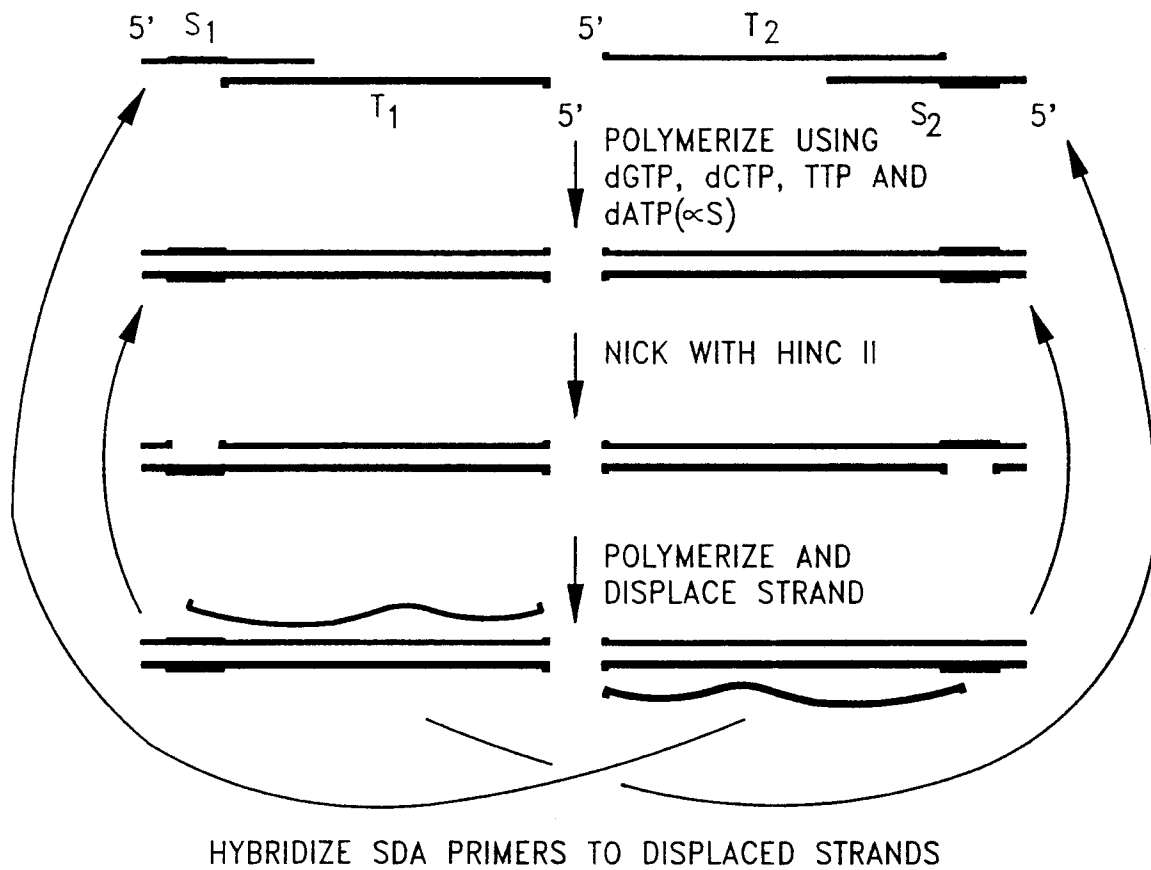 5' S1 5' T2
T1 5' S2 5'
POLYMERIZE USING
dGTP, dCTP, TTP AND
dATP(∝S)
NICK WITH HINC II
POLYMERIZE AND
DISPLACE STRAND
HYBRIDIZE SDA PRIMERS TO DISPLACED STRANDS